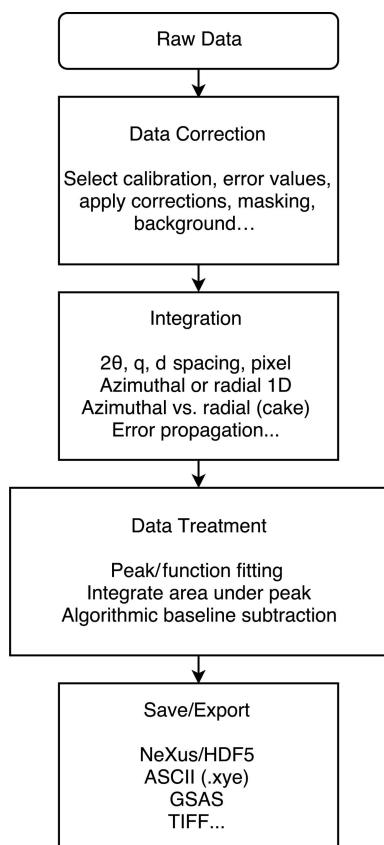 Raw Data
Data Correction
Select calibration, error values,
apply corrections, masking,
background…
Integration
2θ, q, d spacing, pixel
Azimuthal or radial 1D
Azimuthal vs. radial (cake)
Error propagation...
Data Treatment
Peak/function fitting
Integrate area under peak
Algorithmic baseline subtraction
Save/Export
NeXus/HDF5
ASCII (.xye)
GSAS
TIFF...